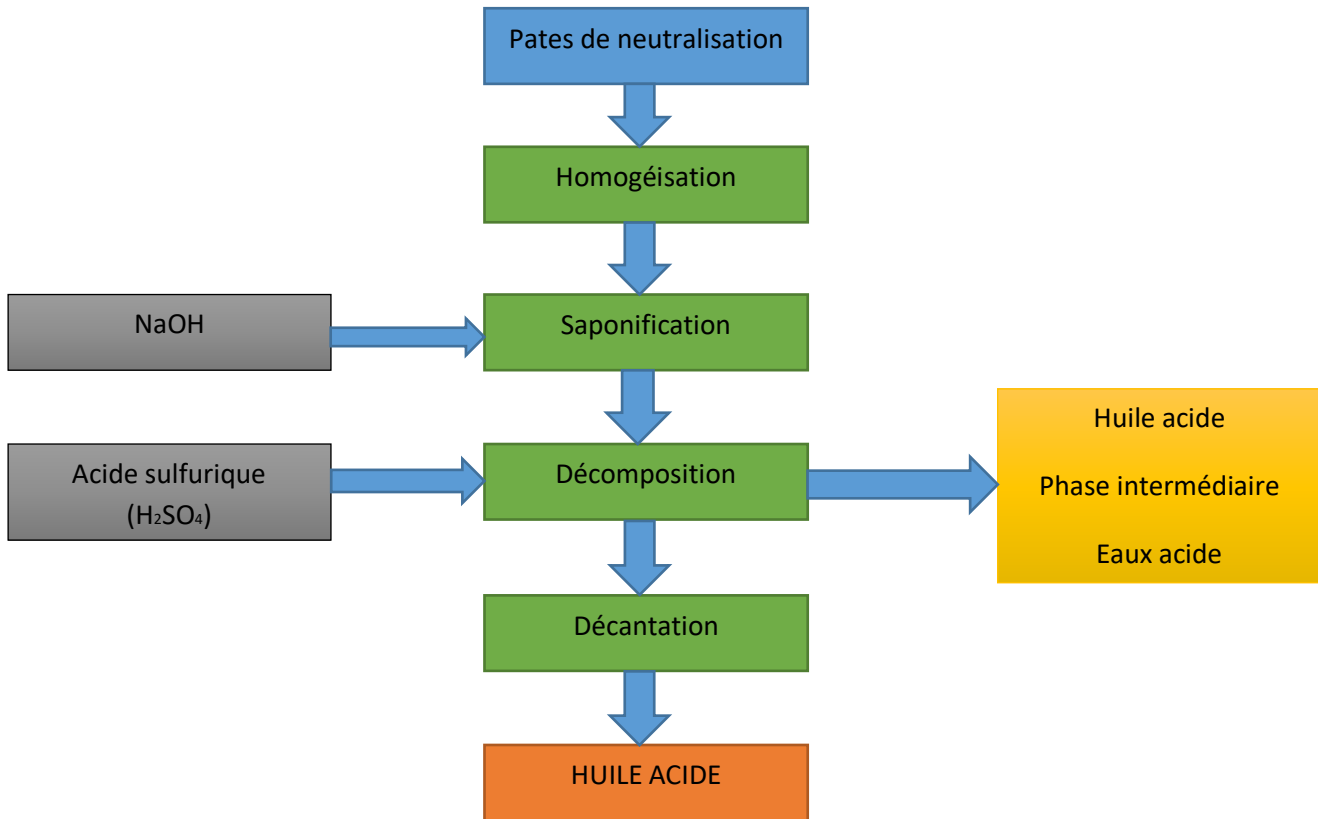 Pates de neutralisation
Homogéisation
NaOH
Saponification
Acide sulfurique
(H₂SO₄)
Décomposition
Huile acide
Phase intermédiaire
Eaux acide
Décantation
HUILE ACIDE